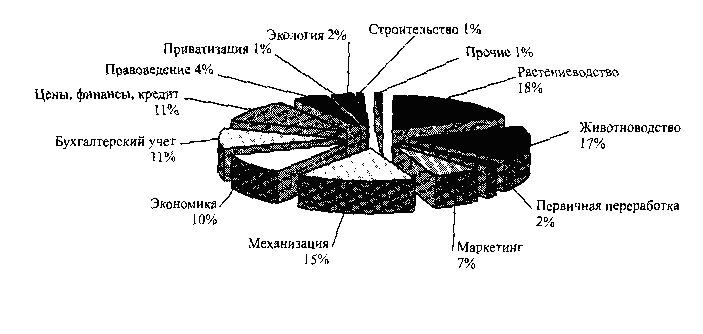 Экология 2%
Строительство 1%
Приватизация 1%
Прочие 1%
Правоведение 4%
Растениеводство
18%
Цены, финансы, кредит
11%
Животноводство
17%
Бухгалтерский учет
11%
Экономика
10%
Первичная переработка
2%
Механизация
15%
Маркетинг
7%